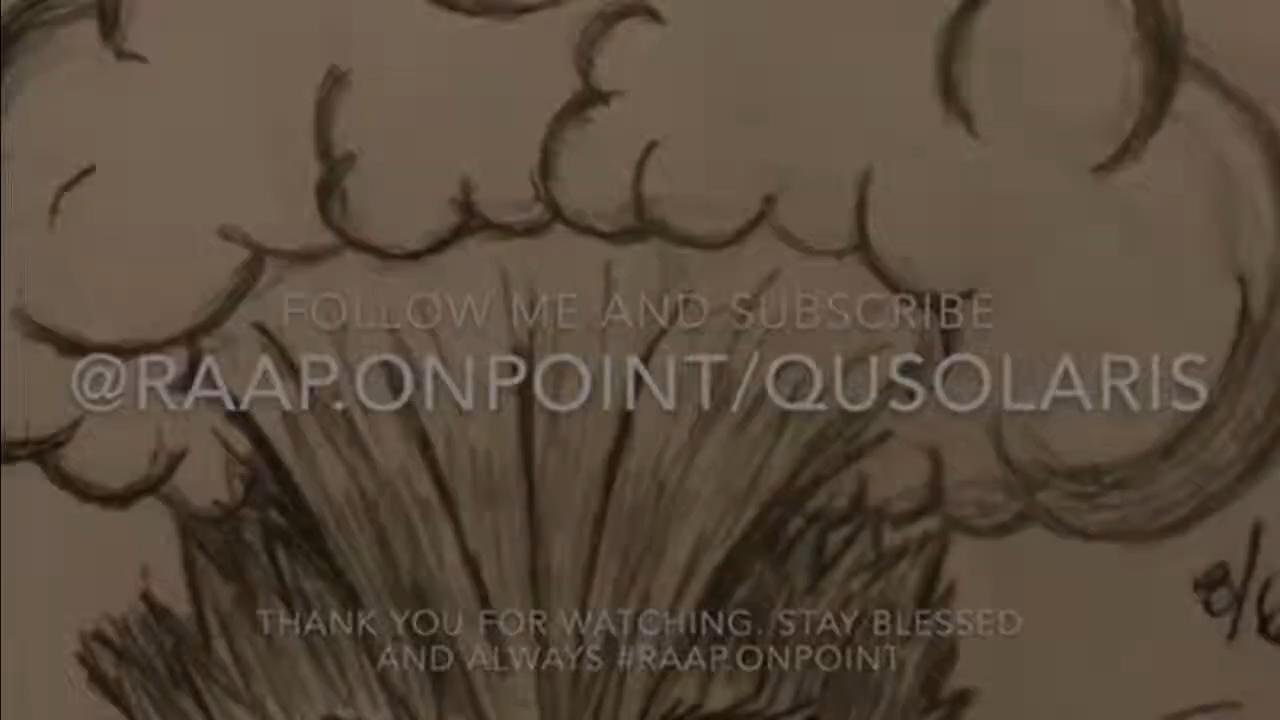 FOLLOW ME AND SUBSCRIBE
@RAAP.ONPOINT/QUSOLARIS
THANK YOU FOR WATCHING. STAY BLESSED
AND ALWAYS #RAAP.ONPOINT